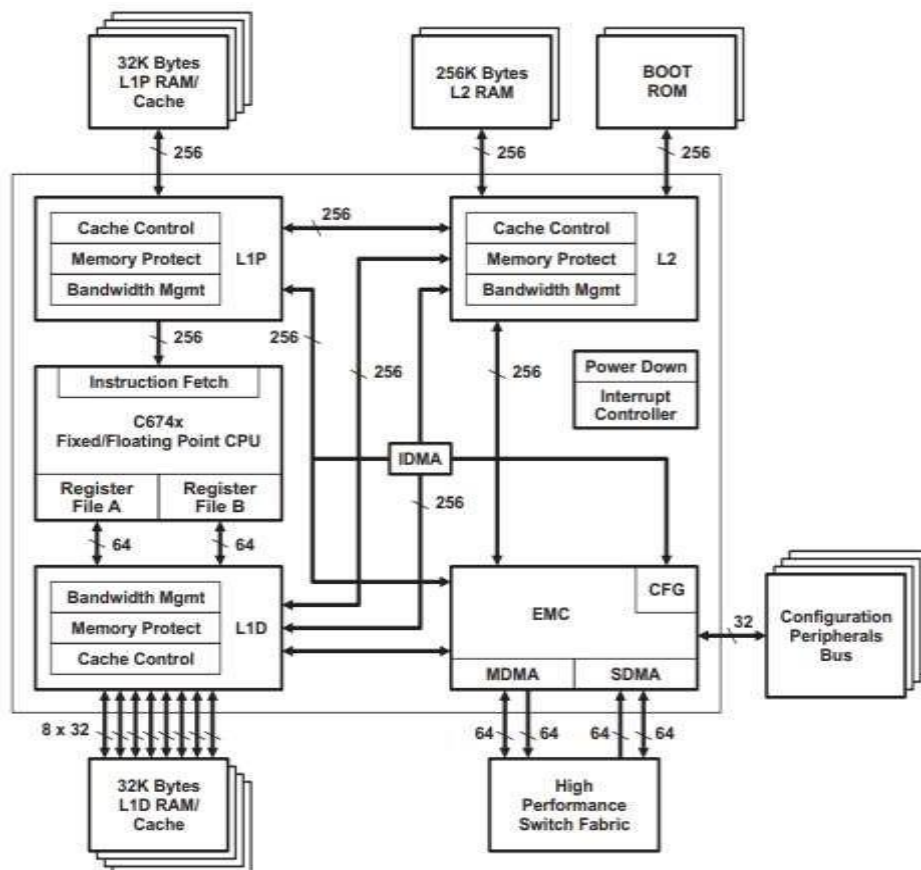 32K Bytes
L1P RAM/
Cache
256K Bytes
L2 RAM
BOOT
ROM
256
256
256
Cache Control
Memory Protect
Bandwidth Mgmt
L1P
256
Cache Control
Memory Protect
Bandwidth Mgmt
L2
256
256
256
256
Power Down
Interrupt
Controller
Instruction Fetch
C674x
Fixed/Floating Point CPU
Register
File A
Register
File B
IDMA
256
64
64
Bandwidth Mgmt
Memory Protect
Cache Control
L1D
EMC
CFG
MDMA
SDMA
32
Configuration
Peripherals
Bus
8 x 32
64
64
64
64
32K Bytes
L1D RAM/
Cache
High
Performance
Switch Fabric